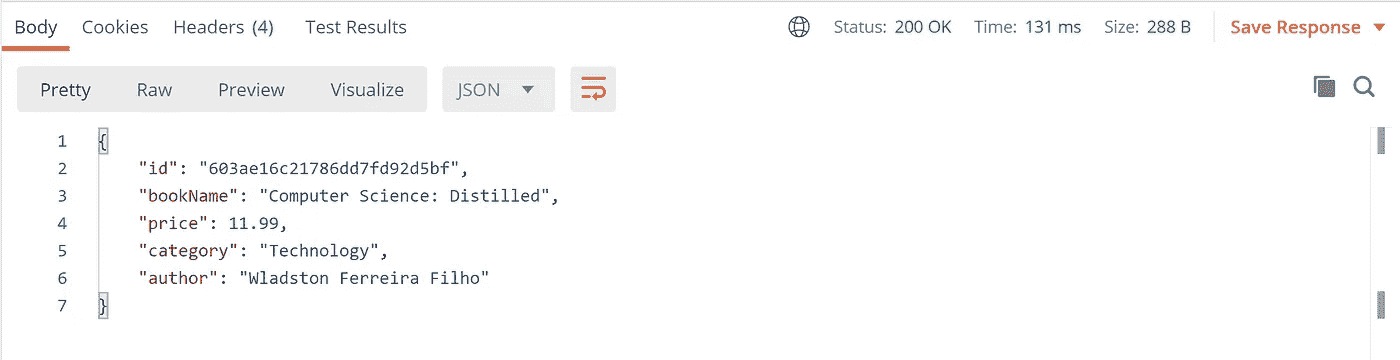 Body Cookies Headers (4) Test Results Status: 200 OK Time: 131 ms Size: 288 B Save Response
Pretty Raw Preview Visualize JSON
1 {
2 "id": "603ae16c21786dd7fd92d5bf",
3 "bookName": "Computer Science: Distilled",
4 "price": 11.99,
5 "category": "Technology",
6 "author": "Wladston Ferreira Filho"
7 }